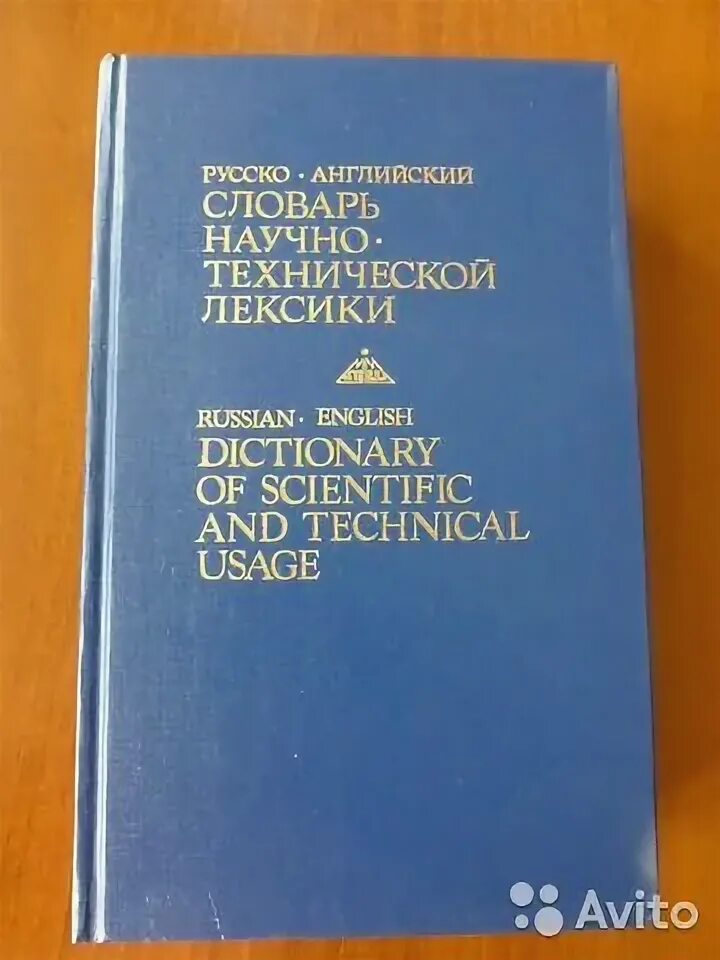 РУССКО · АНГЛИЙСКИЙ
СЛОВАРЬ
НАУЧНО ·
ТЕХНИЧЕСКОЙ
ЛЕКСИКИ
RUSSIAN · ENGLISH
DICTIONARY
OF SCIENTIFIC
AND TECHNICAL
USAGE
Avito